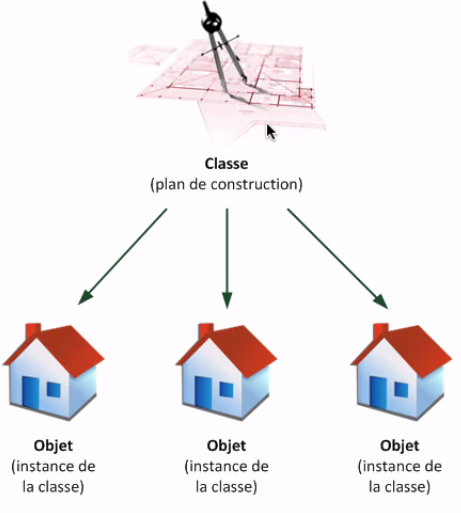 Classe
(plan de construction)
Objet
(instance de
la classe)
Objet
(instance de
la classe)
Objet
(instance de
la classe)